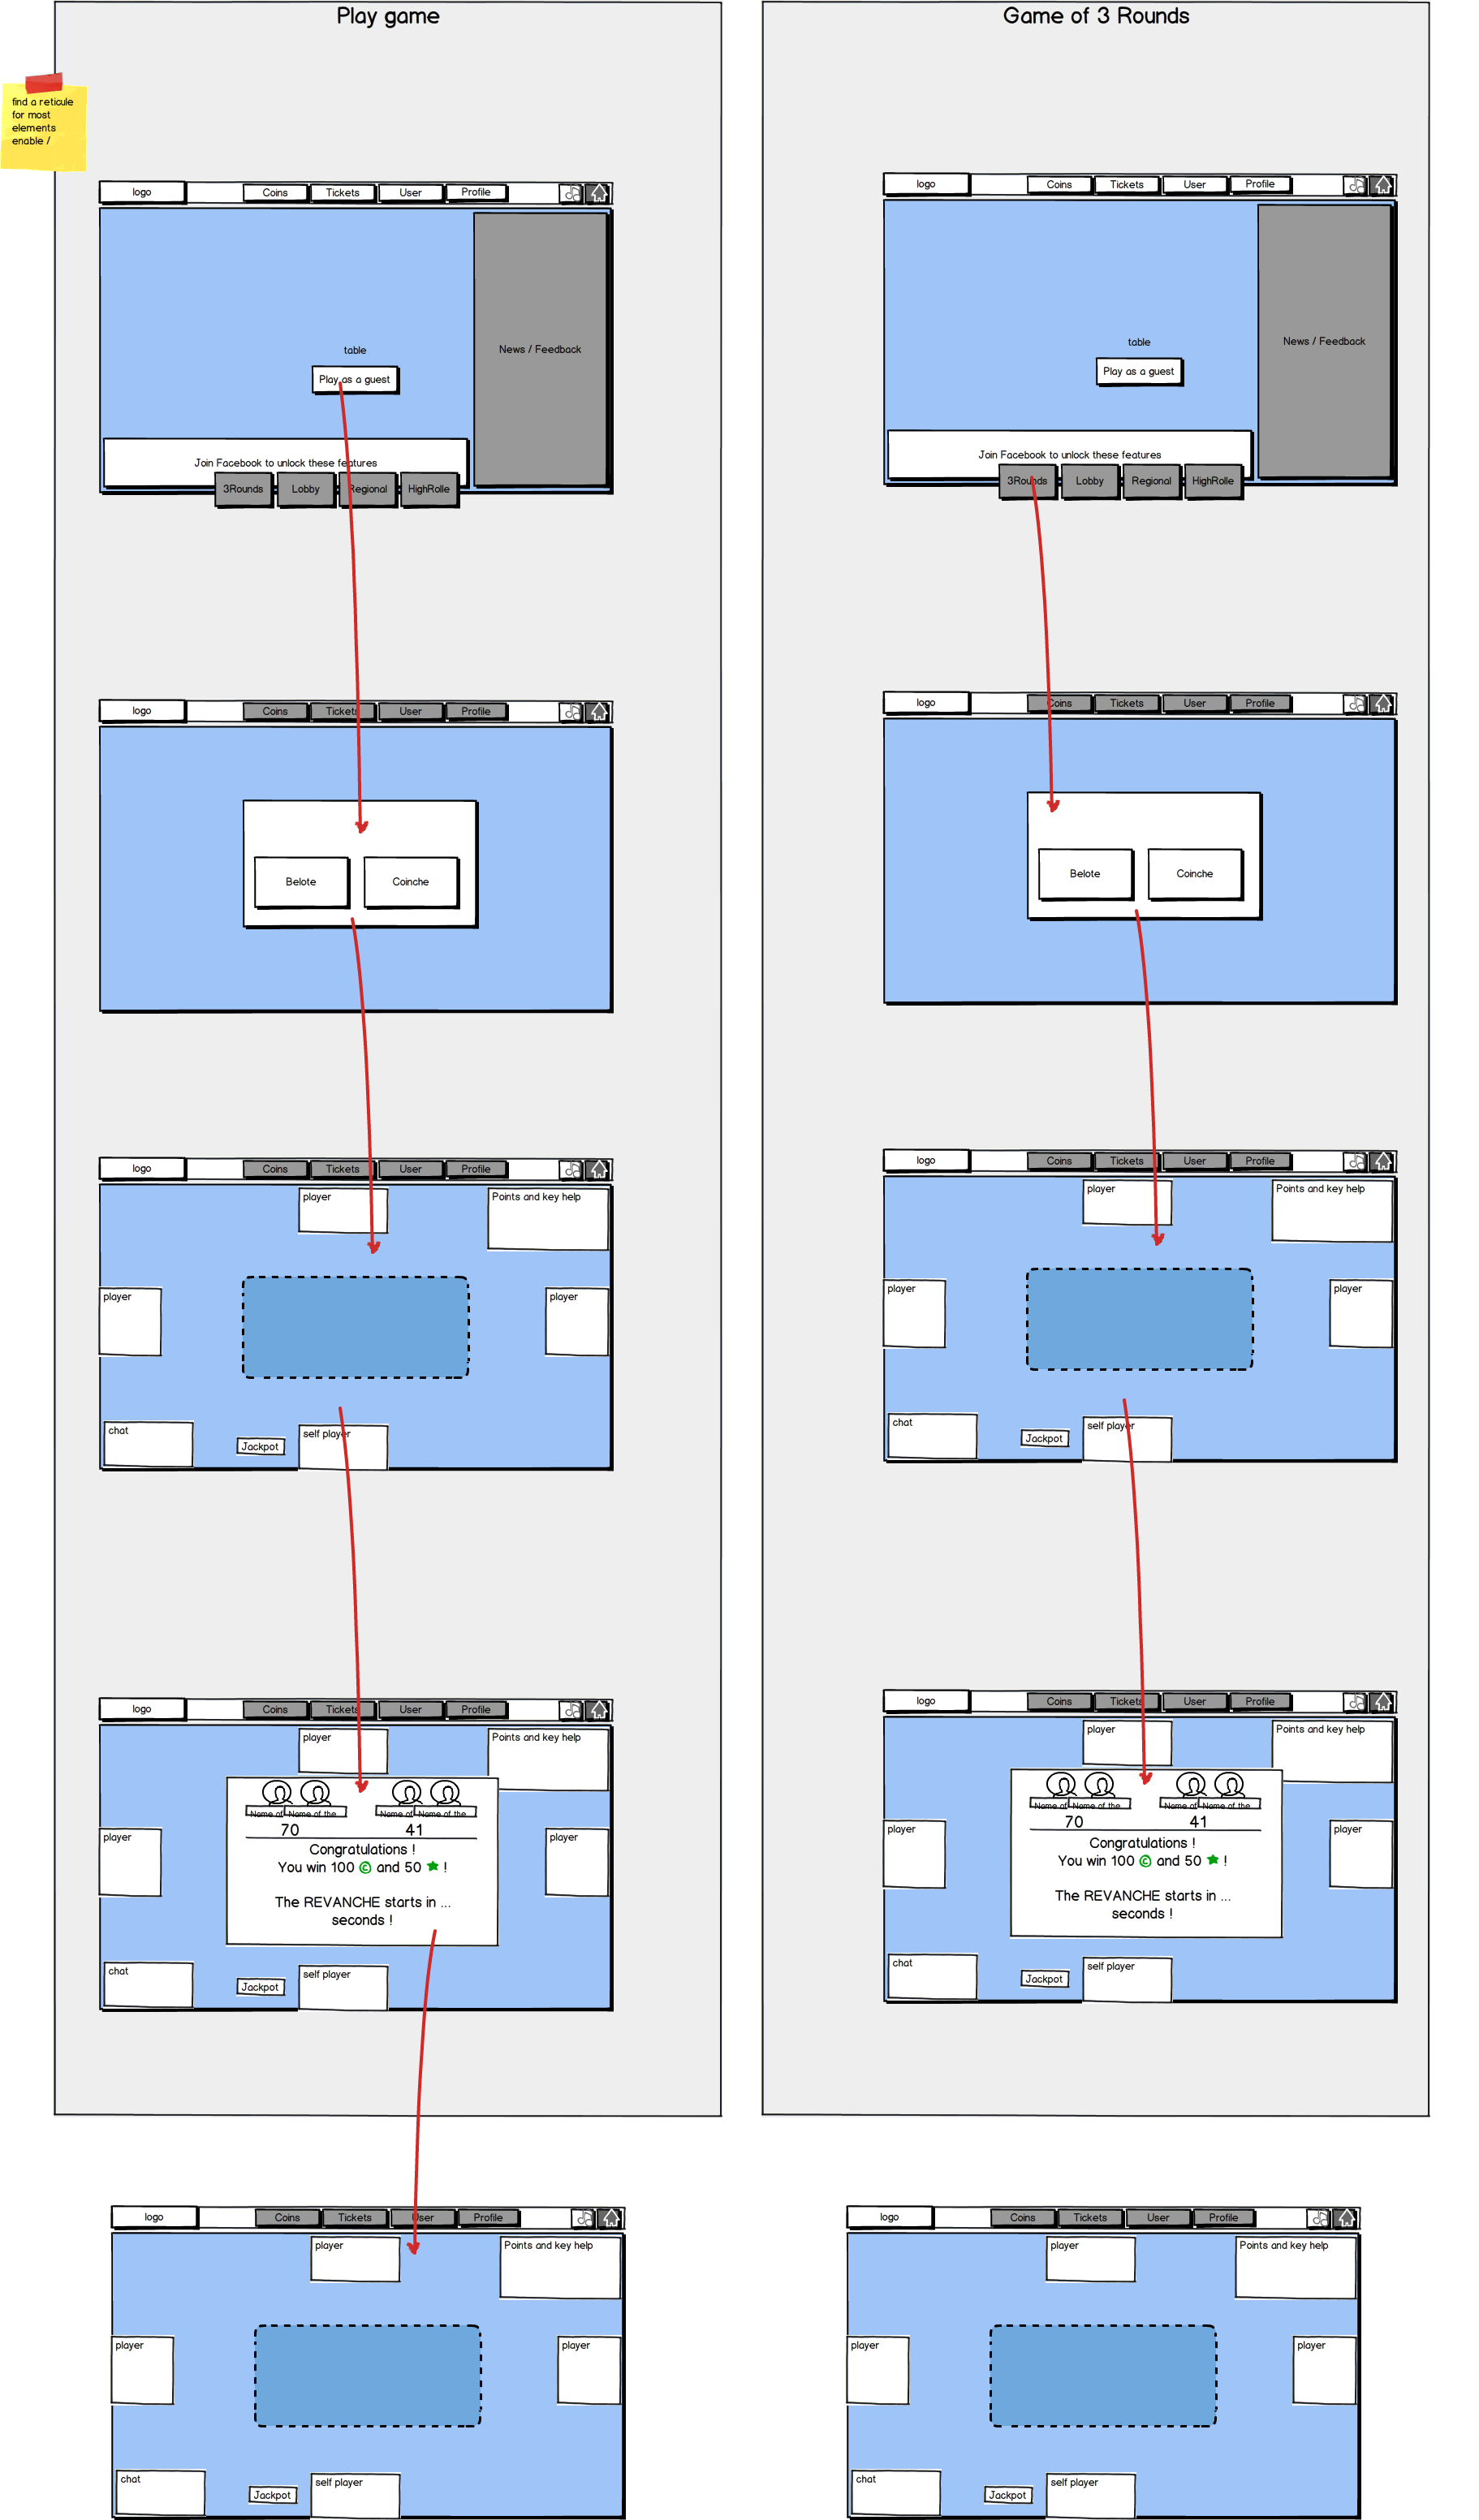 Play game
find a reticule
for most
elements
enable /
logo
Coins
Tickets
User
Profile
table
Play as a guest
News / Feedback
Join Facebook to unlock these features
3Rounds
Lobby
Regional
HighRolle
logo
Coins
Tickets
User
Profile
Belote
Coinche
logo
Coins
Tickets
User
Profile
player
Points and key help
player
player
chat
Jackpot
self player
logo
Coins
Tickets
User
Profile
player
Points and key help
Name of
Name of the
Name of
Name of the
70
41
Congratulations !
You win 100 © and 50 ★ !
The REVANCHE starts in ...
seconds !
player
player
chat
Jackpot
self player
logo
Coins
Tickets
User
Profile
player
Points and key help
player
player
chat
Jackpot
self player
Game of 3 Rounds
logo
Coins
Tickets
User
Profile
table
Play as a guest
News / Feedback
Join Facebook to unlock these features
3Rounds
Lobby
Regional
HighRolle
logo
Coins
Tickets
User
Profile
Belote
Coinche
logo
Coins
Tickets
User
Profile
player
Points and key help
player
player
chat
Jackpot
self player
logo
Coins
Tickets
User
Profile
player
Points and key help
Name of
Name of the
Name of
Name of the
70
41
Congratulations !
You win 100 © and 50 ★ !
The REVANCHE starts in ...
seconds !
player
player
chat
Jackpot
self player
logo
Coins
Tickets
User
Profile
player
Points and key help
player
player
chat
Jackpot
self player